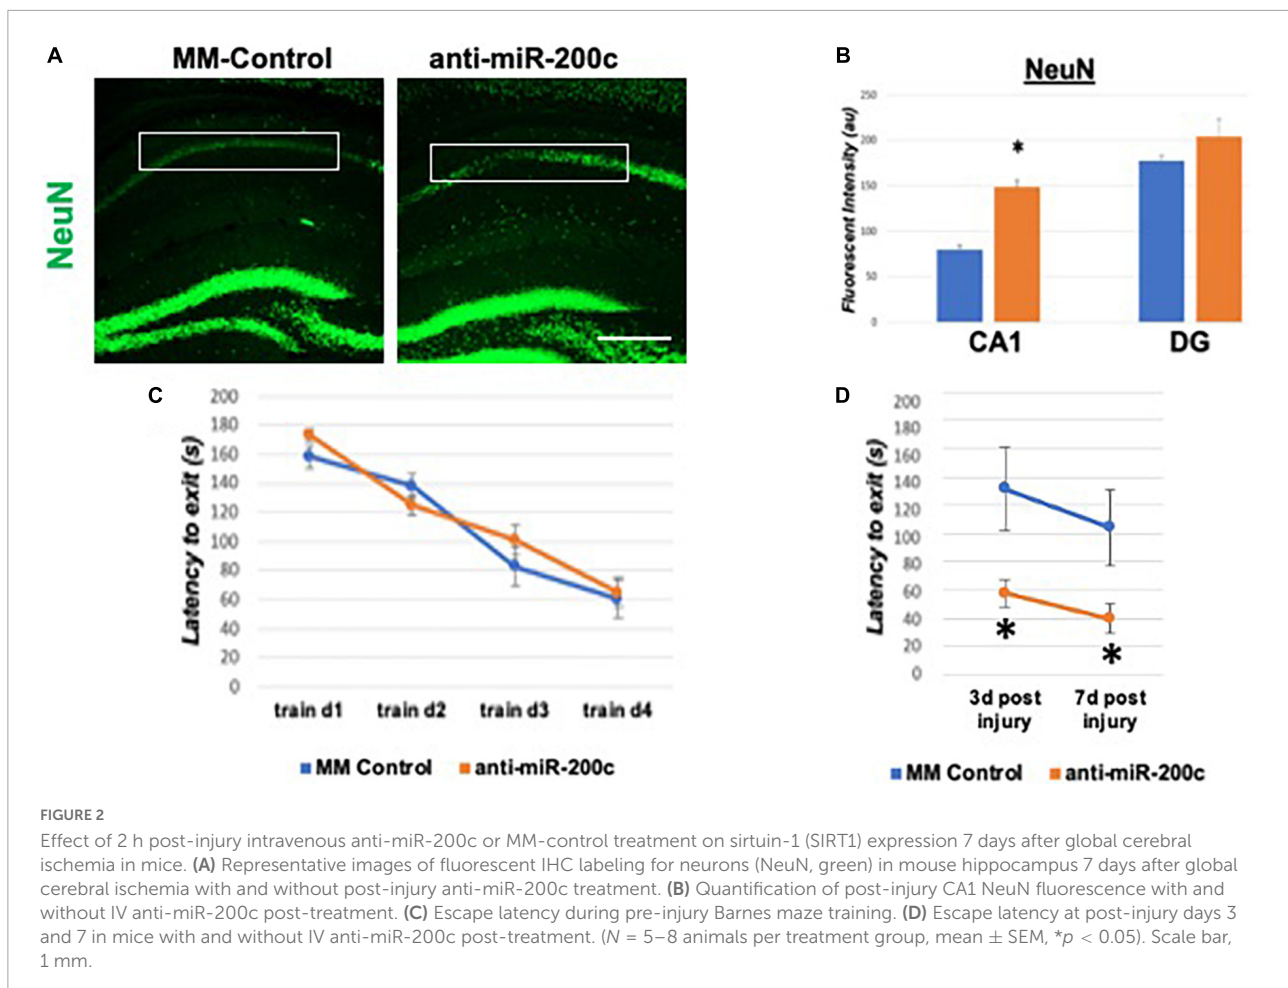 A
MM-Control
anti-miR-200c
NeuN
B
NeuN
Fluorescent Intensity (au)
250
200
150
100
50
0
CA1
DG
*
C
Latency to exit (s)
200
180
160
140
120
100
80
60
40
20
0
train d1
train d2
train d3
train d4
MM Control
anti-miR-200c
D
Latency to exit (s)
200
180
160
140
120
100
80
60
40
20
0
*
*
3d post
injury
7d post
injury
MM Control
anti-miR-200c
FIGURE 2
Effect of 2 h post-injury intravenous anti-miR-200c or MM-control treatment on sirtuin-1 (SIRT1) expression 7 days after global cerebral
ischemia in mice. (A) Representative images of fluorescent IHC labeling for neurons (NeuN, green) in mouse hippocampus 7 days after global
cerebral ischemia with and without post-injury anti-miR-200c treatment. (B) Quantification of post-injury CA1 NeuN fluorescence with and
without IV anti-miR-200c post-treatment. (C) Escape latency during pre-injury Barnes maze training. (D) Escape latency at post-injury days 3
and 7 in mice with and without IV anti-miR-200c post-treatment. (N = 5–8 animals per treatment group, mean ± SEM, *p < 0.05). Scale bar,
1 mm.